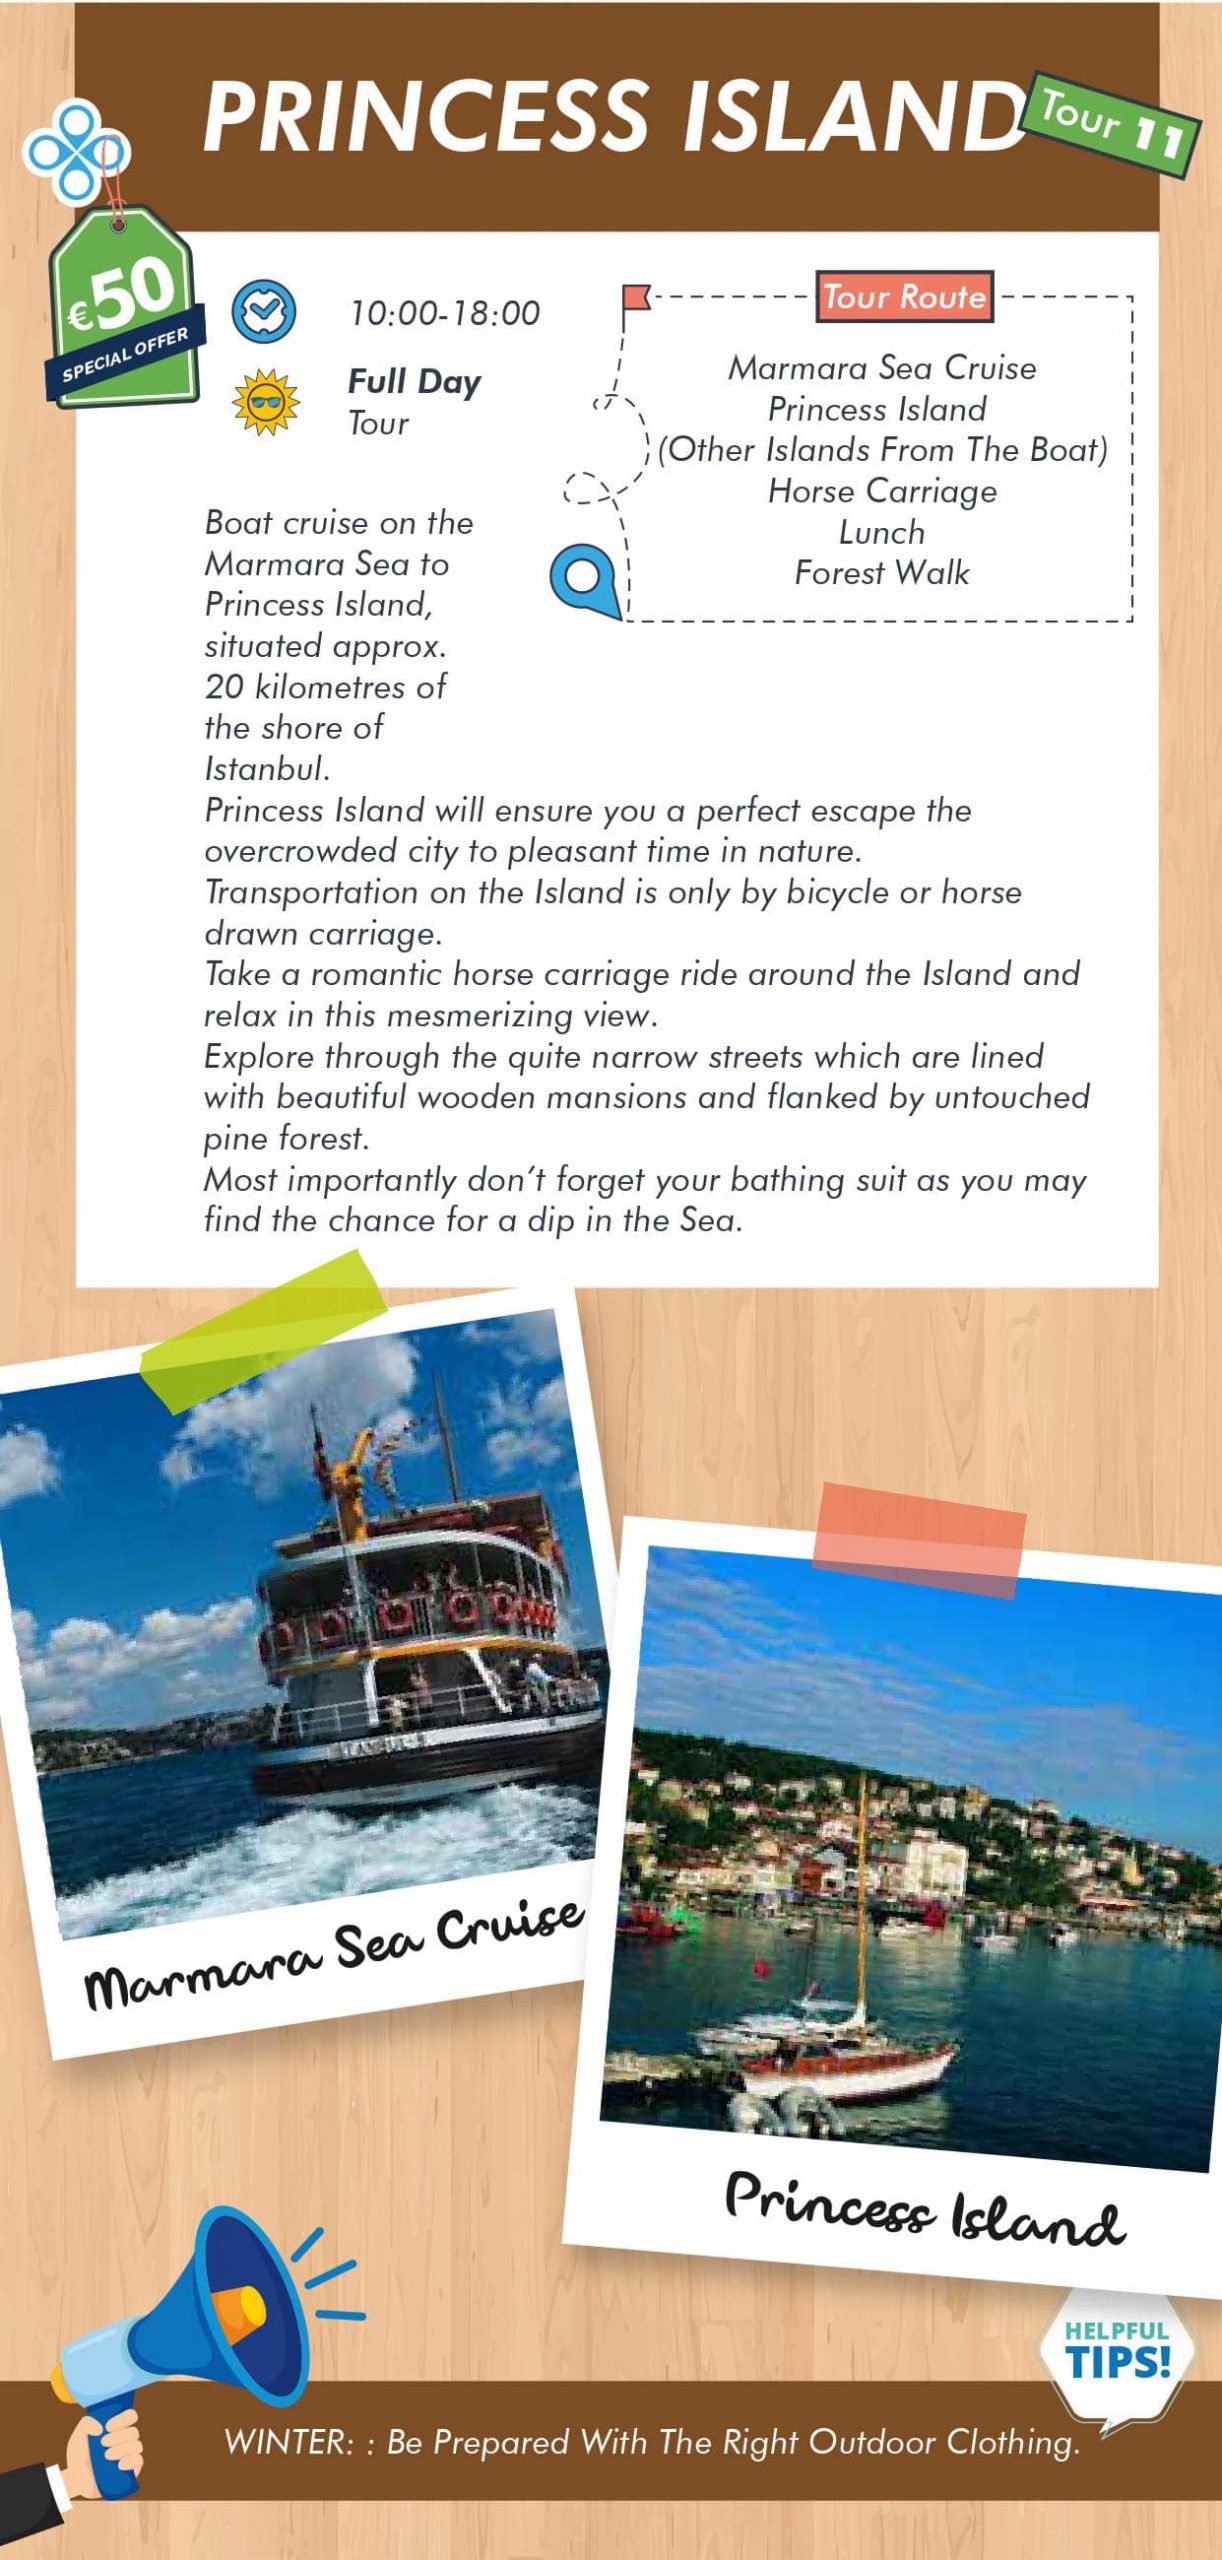 PRINCESS ISLAND
Tour 11
€50
SPECIAL OFFER
10:00-18:00
Full Day
Tour
Tour Route
Marmara Sea Cruise
Princess Island
(Other Islands From The Boat)
Horse Carriage
Lunch
Forest Walk
Boat cruise on the
Marmara Sea to
Princess Island,
situated approx.
20 kilometres of
the shore of
Istanbul.
Princess Island will ensure you a perfect escape the
overcrowded city to pleasant time in nature.
Transportation on the Island is only by bicycle or horse
drawn carriage.
Take a romantic horse carriage ride around the Island and
relax in this mesmerizing view.
Explore through the quite narrow streets which are lined
with beautiful wooden mansions and flanked by untouched
pine forest.
Most importantly don’t forget your bathing suit as you may
find the chance for a dip in the Sea.
Marmara Sea Cruise
Princess Island
HELPFUL
TIPS!
WINTER: : Be Prepared With The Right Outdoor Clothing.